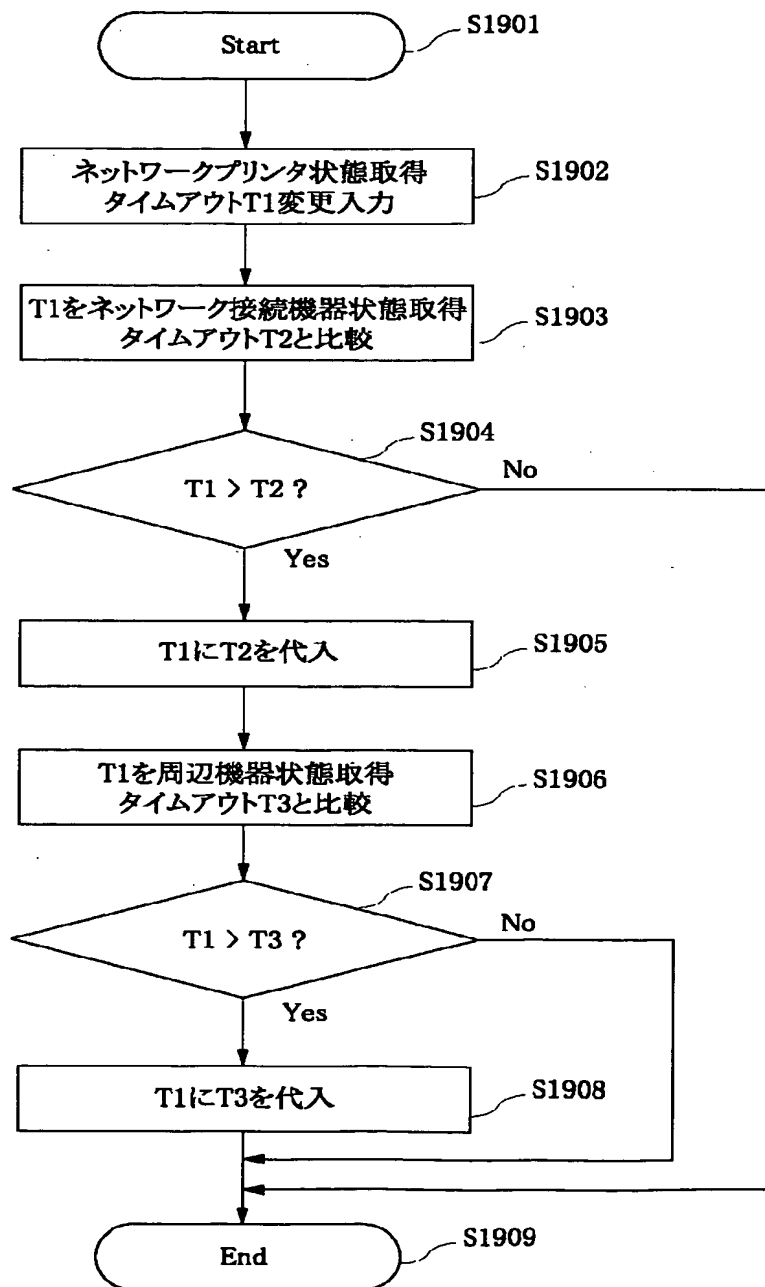 Start
S1901
ネットワークプリンタ状態取得
タイムアウトT1変更入力
S1902
T1をネットワーク接続機器状態取得
タイムアウトT2と比較
S1903
S1904
T1 > T2 ?
No
Yes
T1にT2を代入
S1905
T1を周辺機器状態取得
タイムアウトT3と比較
S1906
S1907
T1 > T3 ?
No
Yes
T1にT3を代入
S1908
End
S1909